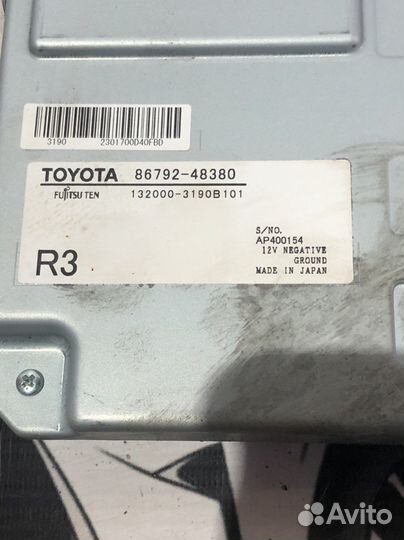 3190 2301700D40FBD
TOYOTA 86792-48380
FUJITSU TEN 132000-3190B101
S/NO.
AP400154
12V NEGATIVE
GROUND
MADE IN JAPAN
R3
Avito